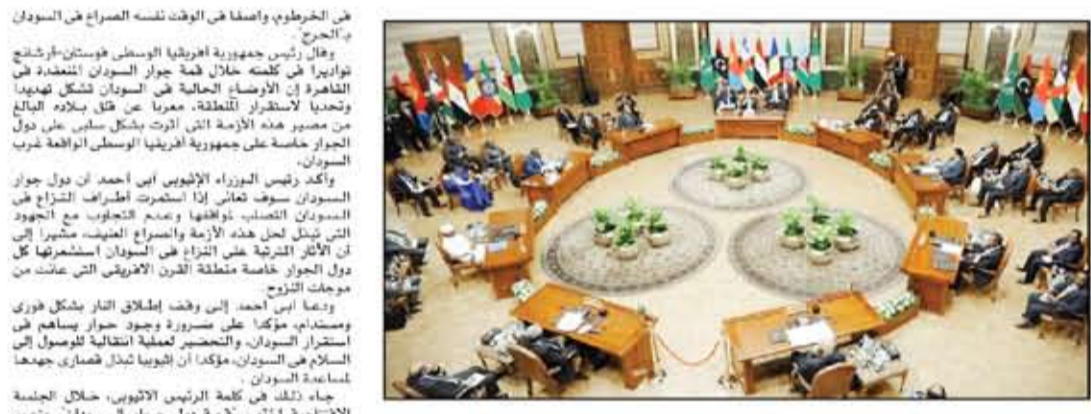 فى الخرطوم، واصفا فى الوقت نفسه الصراع فى السودان
بـ"الحرج".
وقال رئيس جمهورية أفريقيا الوسطى فوستان-أرشانج
تواديرا فى كلمته خلال قمة جوار السودان المنعقدة فى
القاهرة إن الأوضاع الحالية فى السودان تشكل تهديدا
وتحديا لاستقرار المنطقة، معربا عن قلق بلاده البالغ
من مصير هذه الأزمة التى أثرت بشكل سلبى على دول
الجوار خاصة على جمهورية أفريقيا الوسطى الواقعة غرب
السودان.
وأكد رئيس الوزراء الإثيوبى أبى أحمد أن دول جوار
السودان سوف تعانى إذا استمرت أطراف النزاع فى
السودان التصلب لمواقفها وعدم التجاوب مع الجهود
التى تبذل لحل هذه الأزمة والصراع العنيف، مشيرا إلى
أن الآثار المترتبة على النزاع فى السودان استشعرتها كل
دول الجوار خاصة منطقة القرن الافريقى التى عانت من
موجات النزوح.
ودعا أبى أحمد إلى وقف إطلاق النار بشكل فورى
ومستدام، مؤكدا على ضرورة وجود حوار يساهم فى
استقرار السودان، والتحضير لعملية انتقالية للوصول إلى
السلام فى السودان، مؤكدا أن إثيوبيا تبذل قصارى جهدها
لمساعدة السودان .
جاء ذلك فى كلمة الرئيس الاثيوبى، خلال الجلسة